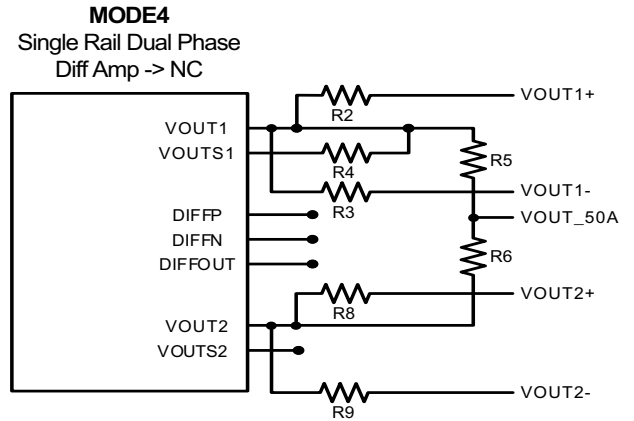 MODE4
Single Rail Dual Phase
Diff Amp -> NC
VOUT1+
R2
VOUT1
VOUTS1
R4
R5
VOUT1-
R3
DIFFP
VOUT_50A
DIFFN
DIFFOUT
R6
VOUT2+
R8
VOUT2
VOUTS2
VOUT2-
R9